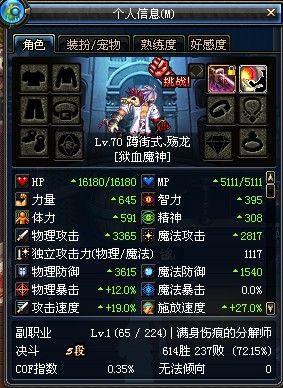 个人信息(M)
角色 装扮/宠物 熟练度 好感度
挑战!
Lv.70 蹲街式、殇龙
[狱血魔神]
HP 16180/16180 MP 5111/5111
力量 645 智力 395
体力 591 精神 308
物理攻击 3365 魔法攻击 2817
独立攻击力(物理/魔法) 1117
物理防御 3615 魔法防御 1540
物理暴击 +12.0% 魔法暴击 0.0%
攻击速度 +19.0% 施放速度 +27.0%
副职业 Lv.1 (65 / 224) | 满身伤痕的分解师
决斗 5段 614胜 237败 (72.15%)
COF指数 0.35% 无法倾向 0